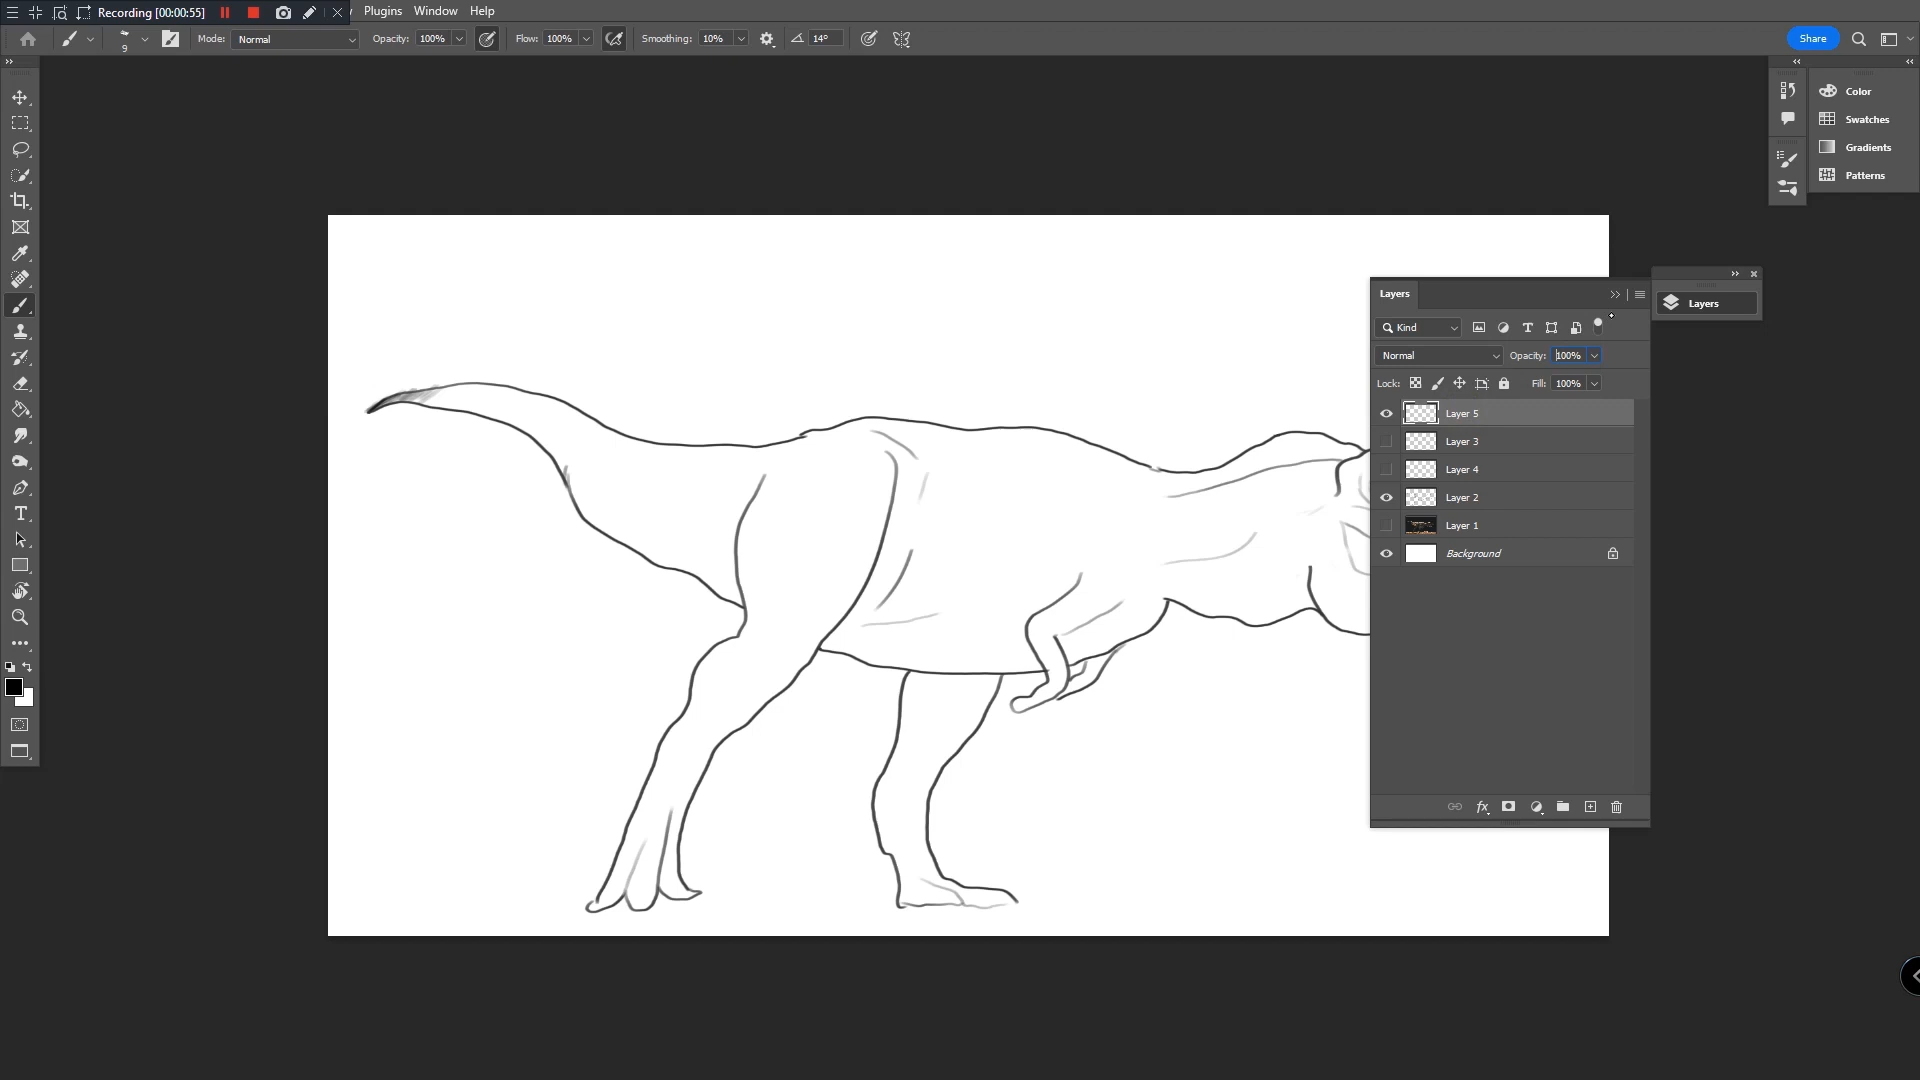 Recording [00:00:55]
Plugins
Window
Help
9
Mode:
Normal
Opacity:
100%
Flow:
100%
Smoothing:
10%
14°
Share
Color
Swatches
Gradients
Patterns
Layers
Layers
Kind
Normal
Opacity:
100%
Lock:
Fill:
100%
Layer 5
Layer 3
Layer 4
Layer 2
Layer 1
Background
fx